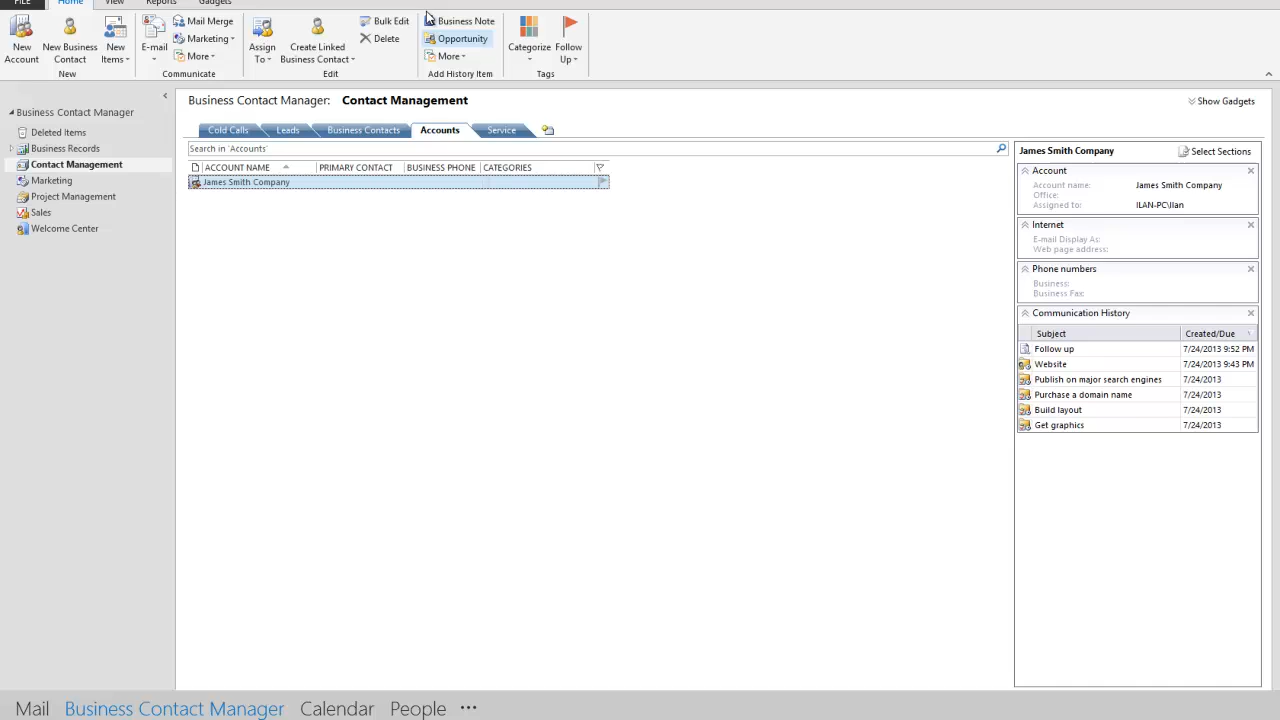 FILE Home View Reports Gadgets
New Account
New Business Contact
New Items
New
E-mail
Mail Merge
Marketing
More
Communicate
Assign To
Create Linked Business Contact
Bulk Edit
Delete
Edit
Business Note
Opportunity
More
Add History Item
Categorize
Follow Up
Tags
Business Contact Manager
Deleted Items
Business Records
Contact Management
Marketing
Project Management
Sales
Welcome Center
Business Contact Manager: Contact Management
Show Gadgets
Cold Calls Leads Business Contacts Accounts Service
Search in 'Accounts'
ACCOUNT NAME PRIMARY CONTACT BUSINESS PHONE CATEGORIES
James Smith Company
James Smith Company Select Sections
Account
Account name: James Smith Company
Office:
Assigned to: ILAN-PC\Ilan
Internet
E-mail Display As:
Web page address:
Phone numbers
Business:
Business Fax:
Communication History
Subject Created/Due
Follow up 7/24/2013 9:52 PM
Website 7/24/2013 9:43 PM
Publish on major search engines 7/24/2013
Purchase a domain name 7/24/2013
Build layout 7/24/2013
Get graphics 7/24/2013
Mail Business Contact Manager Calendar People •••